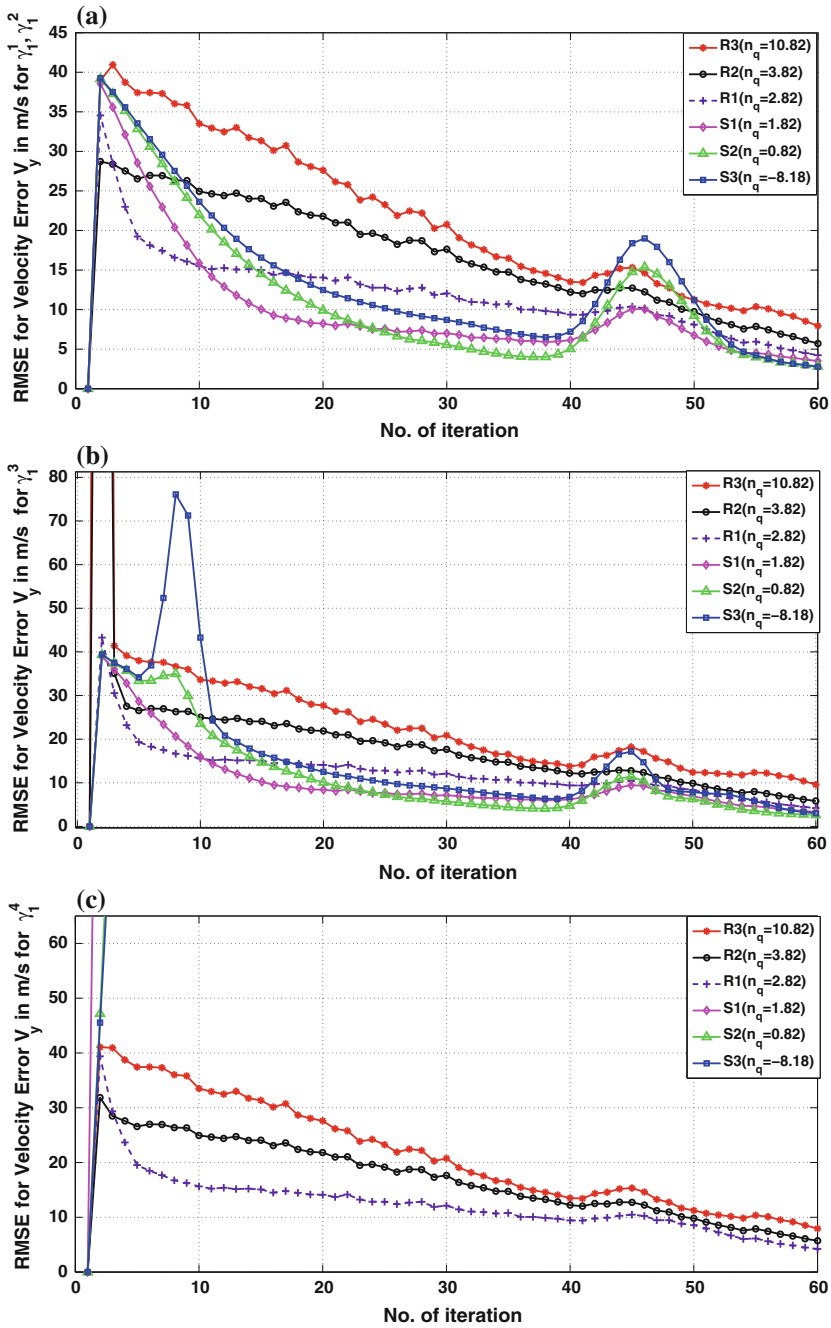 (a)
RMSE for Velocity Error V_y in m/s for γ_1^1, γ_1^2
45
40
35
30
25
20
15
10
5
0
R3(n_q=10.82)
R2(n_q=3.82)
R1(n_q=2.82)
S1(n_q=1.82)
S2(n_q=0.82)
S3(n_q=-8.18)
0 10 20 30 40 50 60
No. of iteration
(b)
RMSE for Velocity Error V_y in m/s for γ_1^3
80
70
60
50
40
30
20
10
0
R3(n_q=10.82)
R2(n_q=3.82)
R1(n_q=2.82)
S1(n_q=1.82)
S2(n_q=0.82)
S3(n_q=−8.18)
0 10 20 30 40 50 60
No. of iteration
(c)
RMSE for Velocity Error V_y in m/s for γ_1^4
60
50
40
30
20
10
0
R3(n_q=10.82)
R2(n_q=3.82)
R1(n_q=2.82)
S1(n_q=1.82)
S2(n_q=0.82)
S3(n_q=−8.18)
0 10 20 30 40 50 60
No. of iteration